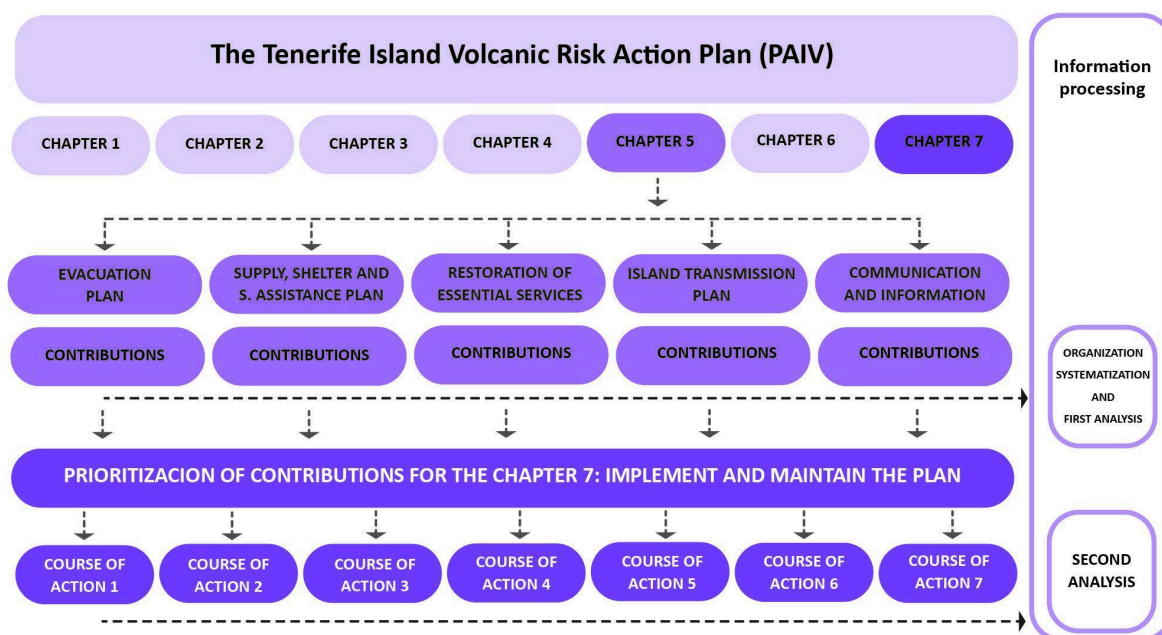 The Tenerife Island Volcanic Risk Action Plan (PAIV)
Information
processing
CHAPTER 1
CHAPTER 2
CHAPTER 3
CHAPTER 4
CHAPTER 5
CHAPTER 6
CHAPTER 7
EVACUATION
PLAN
SUPPLY, SHELTER AND
S. ASSISTANCE PLAN
RESTORATION OF
ESSENTIAL SERVICES
ISLAND TRANSMISSION
PLAN
COMMUNICATION
AND INFORMATION
CONTRIBUTIONS
CONTRIBUTIONS
CONTRIBUTIONS
CONTRIBUTIONS
CONTRIBUTIONS
ORGANIZATION
SYSTEMATIZATION
AND
FIRST ANALYSIS
PRIORITIZACION OF CONTRIBUTIONS FOR THE CHAPTER 7: IMPLEMENT AND MAINTAIN THE PLAN
COURSE OF
ACTION 1
COURSE OF
ACTION 2
COURSE OF
ACTION 3
COURSE OF
ACTION 4
COURSE OF
ACTION 5
COURSE OF
ACTION 6
COURSE OF
ACTION 7
SECOND
ANALYSIS